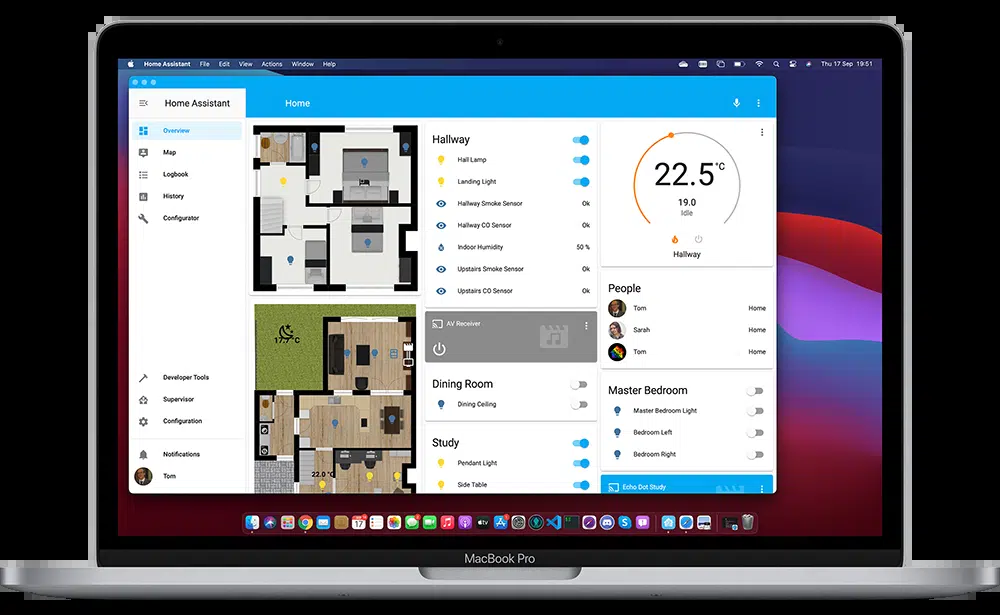 Home Assistant File Edit View Actions Window Help Thu 17 Sep 19:51
Home Assistant
Home
Overview
Map
Logbook
History
Configurator
Developer Tools
Supervisor
Configuration
Notifications
Tom
17.7°C
22.0°C
Hallway
Hall Lamp
Landing Light
Hallway Smoke Sensor Ok
Hallway CO Sensor Ok
Indoor Humidity 50 %
Upstairs Smoke Sensor Ok
Upstairs CO Sensor Ok
AV Receiver
Dining Room
Dining Ceiling
Study
Pendant Light
Side Table
22.5°C
19.0
Idle
Hallway
People
Tom Home
Sarah Home
Tom Home
Master Bedroom
Master Bedroom Light
Bedroom Left
Bedroom Right
Echo Dot Study
17
tv
MacBook Pro